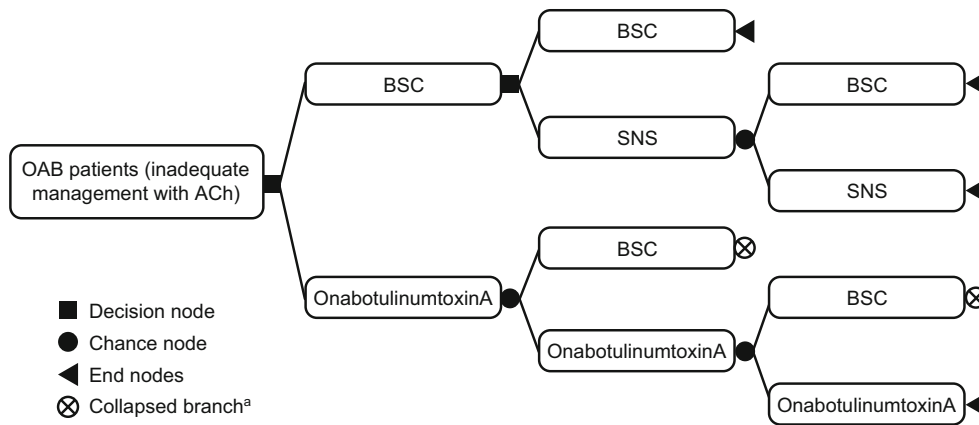 BSC
BSC
BSC
SNS
OAB patients (inadequate
management with ACh)
SNS
BSC
OnabotulinumtoxinA
BSC
Decision node
Chance node
OnabotulinumtoxinA
End nodes
Collapsed branchᵃ
OnabotulinumtoxinA